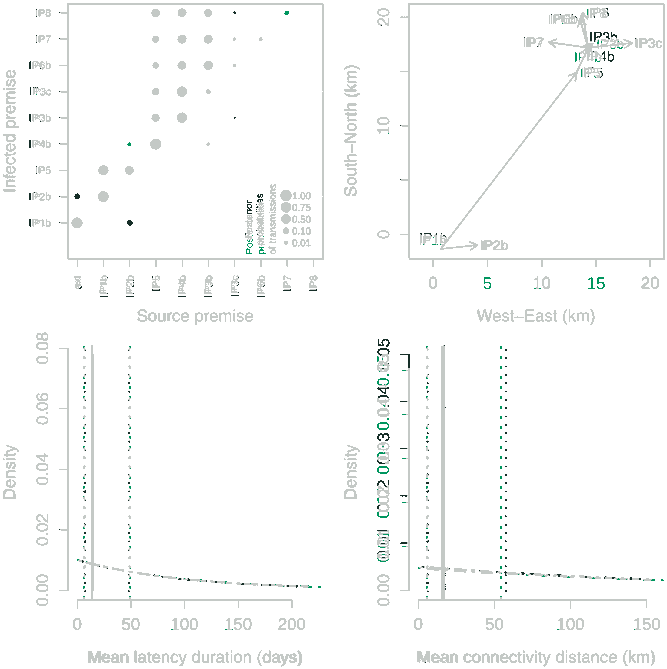 Infected premise
IP8
IP7
IP6b
IP3c
IP3b
IP4b
IP5
IP2b
IP1b
Posterior
probabilities
of transmissions
1.00
0.75
0.50
0.10
0.01
IP1b
IP2b
IP5
IP4b
IP3b
IP3c
IP6b
IP7
IP8
Source premise
South−North (km)
20
10
0
IP6b
IP8
IP7
IP3b
IP3c
IP4b
IP5
IP1b
IP2b
0
5
10
15
20
West−East (km)
Density
0.08
0.06
0.04
0.02
0.00
0
50
100
150
200
Mean latency duration (days)
Density
0.00
0
50
100
150
Mean connectivity distance (km)